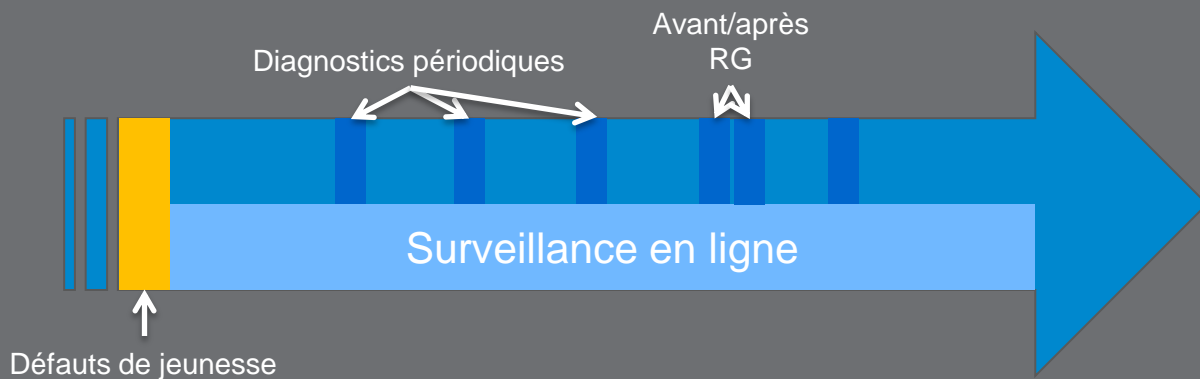 Avant/après
RG
Diagnostics périodiques
Surveillance en ligne
Défauts de jeunesse